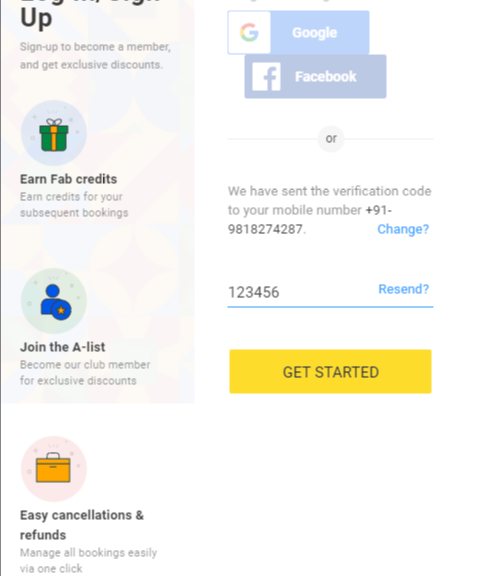 Log in/Sign
Up
Sign-up to become a member,
and get exclusive discounts.
Earn Fab credits
Earn credits for your
subsequent bookings
Join the A-list
Become our club member
for exclusive discounts
Easy cancellations &
refunds
Manage all bookings easily
via one click
Google
Facebook
or
We have sent the verification code
to your mobile number +91-
9818274287. Change?
123456 Resend?
GET STARTED